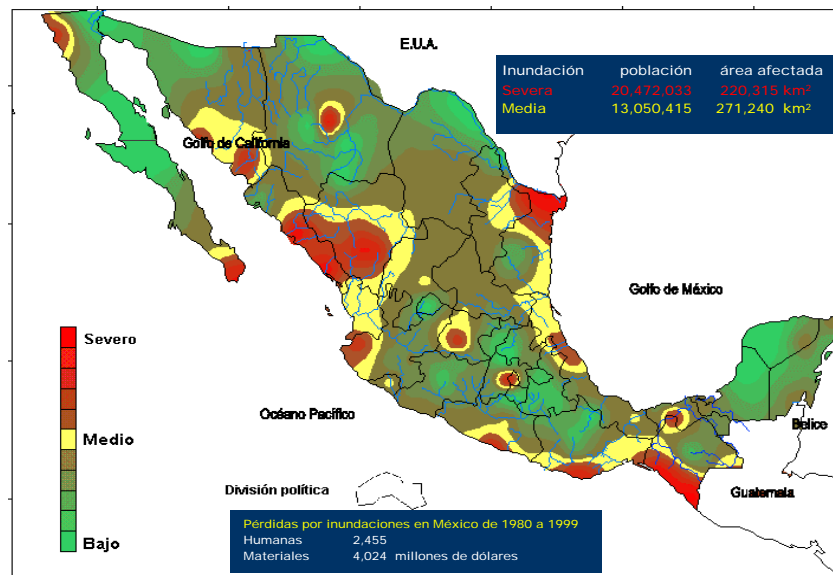 E.U.A.
Inundación población área afectada
Severa 20,472,033 220,315 km²
Media 13,050,415 271,240 km²
Golfo de California
Golfo de México
Severo
Medio
Bajo
Océano Pacífico
Belice
Guatemala
División política
Pérdidas por inundaciones en México de 1980 a 1999
Humanas 2,455
Materiales 4,024 millones de dólares